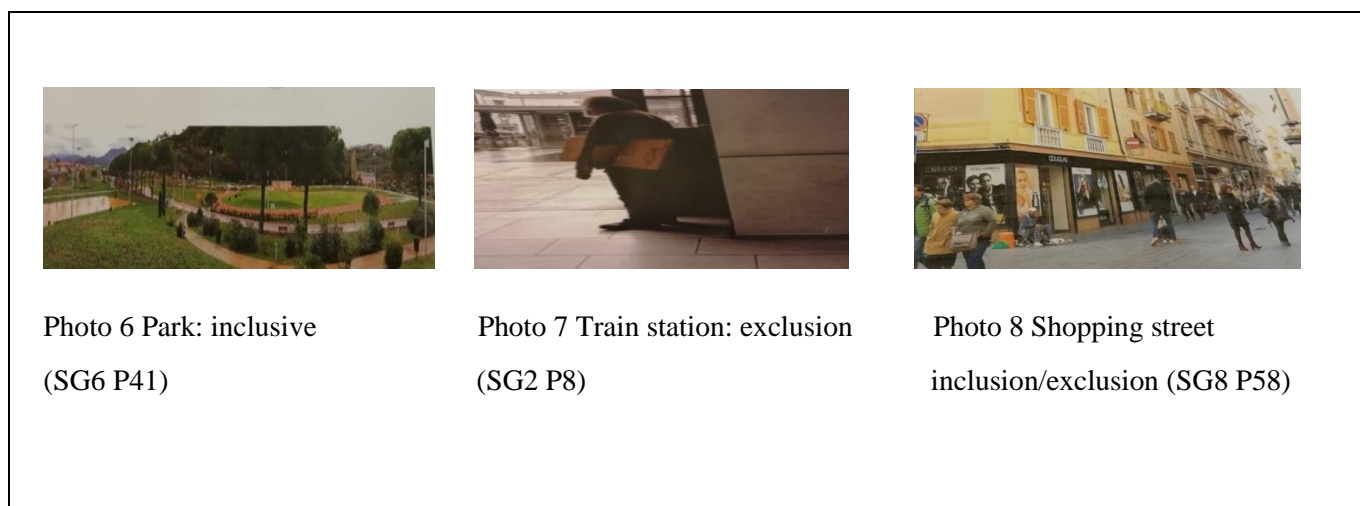 DOUGLAS
Photo 6 Park: inclusive
(SG6 P41)
Photo 7 Train station: exclusion
(SG2 P8)
Photo 8 Shopping street
inclusion/exclusion (SG8 P58)